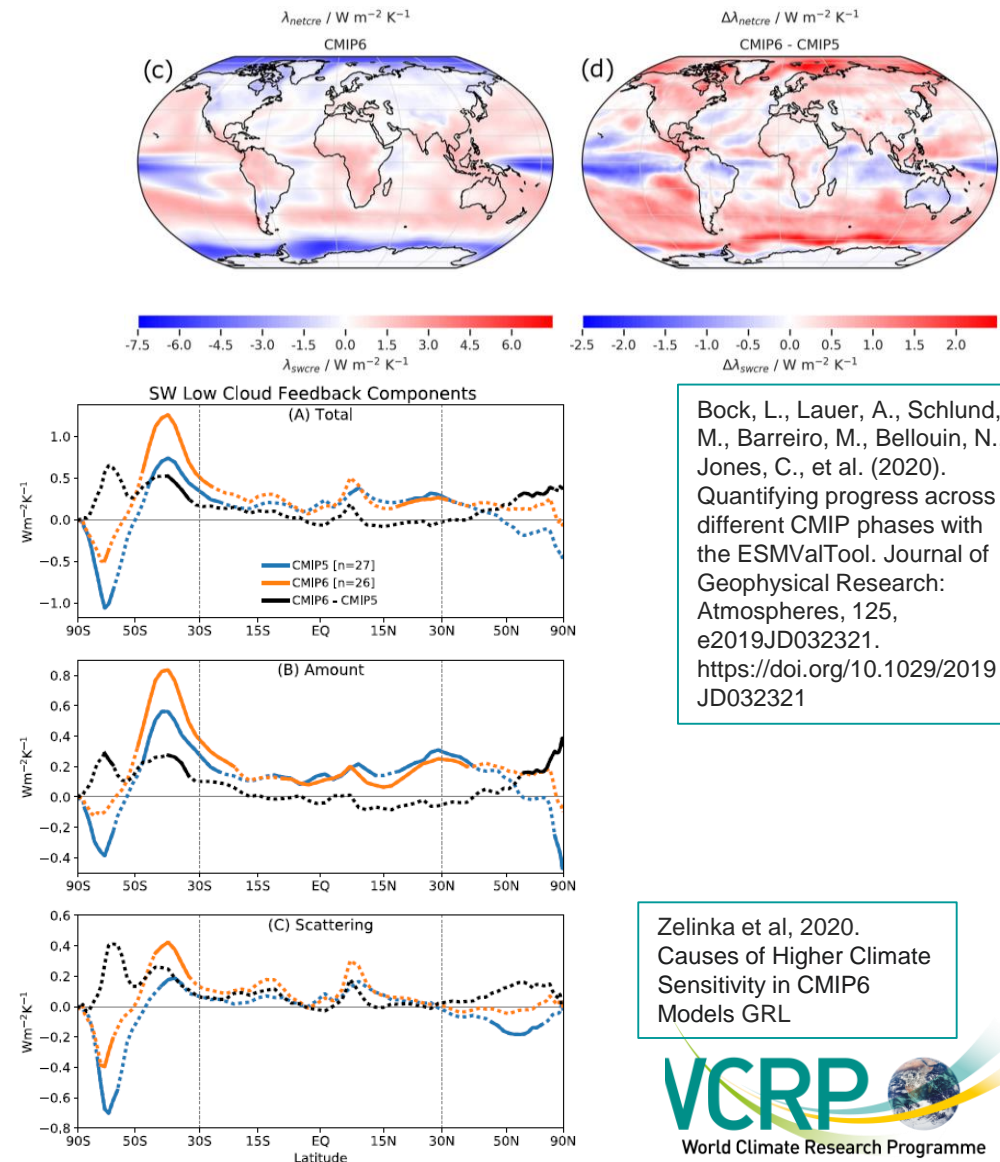 λnetcre / W m⁻² K⁻¹
CMIP6
(c)
Δλnetcre / W m⁻² K⁻¹
CMIP6 - CMIP5
(d)
-7.5 -6.0 -4.5 -3.0 -1.5 0.0 1.5 3.0 4.5 6.0
λswcre / W m⁻² K⁻¹
-2.5 -2.0 -1.5 -1.0 -0.5 0.0 0.5 1.0 1.5 2.0
Δλswcre / W m⁻² K⁻¹
SW Low Cloud Feedback Components
(A) Total
Wm⁻²K⁻¹
1.0
0.5
0.0
−0.5
−1.0
CMIP5 [n=27]
CMIP6 [n=26]
CMIP6 - CMIP5
90S 50S 30S 15S EQ 15N 30N 50N 90N
(B) Amount
Wm⁻²K⁻¹
0.8
0.6
0.4
0.2
0.0
−0.2
−0.4
90S 50S 30S 15S EQ 15N 30N 50N 90N
(C) Scattering
Wm⁻²K⁻¹
0.6
0.4
0.2
0.0
−0.2
−0.4
−0.6
−0.8
90S 50S 30S 15S EQ 15N 30N 50N 90N
Latitude
Bock, L., Lauer, A., Schlund,
M., Barreiro, M., Bellouin, N.
Jones, C., et al. (2020).
Quantifying progress across
different CMIP phases with
the ESMValTool. Journal of
Geophysical Research:
Atmospheres, 125,
e2019JD032321.
https://doi.org/10.1029/2019
JD032321
Zelinka et al, 2020.
Causes of Higher Climate
Sensitivity in CMIP6
Models GRL
VCRP
World Climate Research Programme